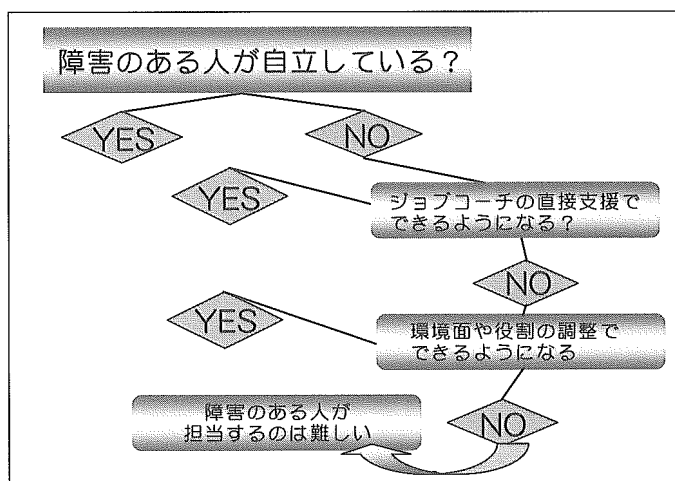 障害のある人が自立している？
YES
NO
YES
ジョブコーチの直接支援で
できるようになる？
NO
YES
環境面や役割の調整で
できるようになる
NO
障害のある人が
担当するのは難しい